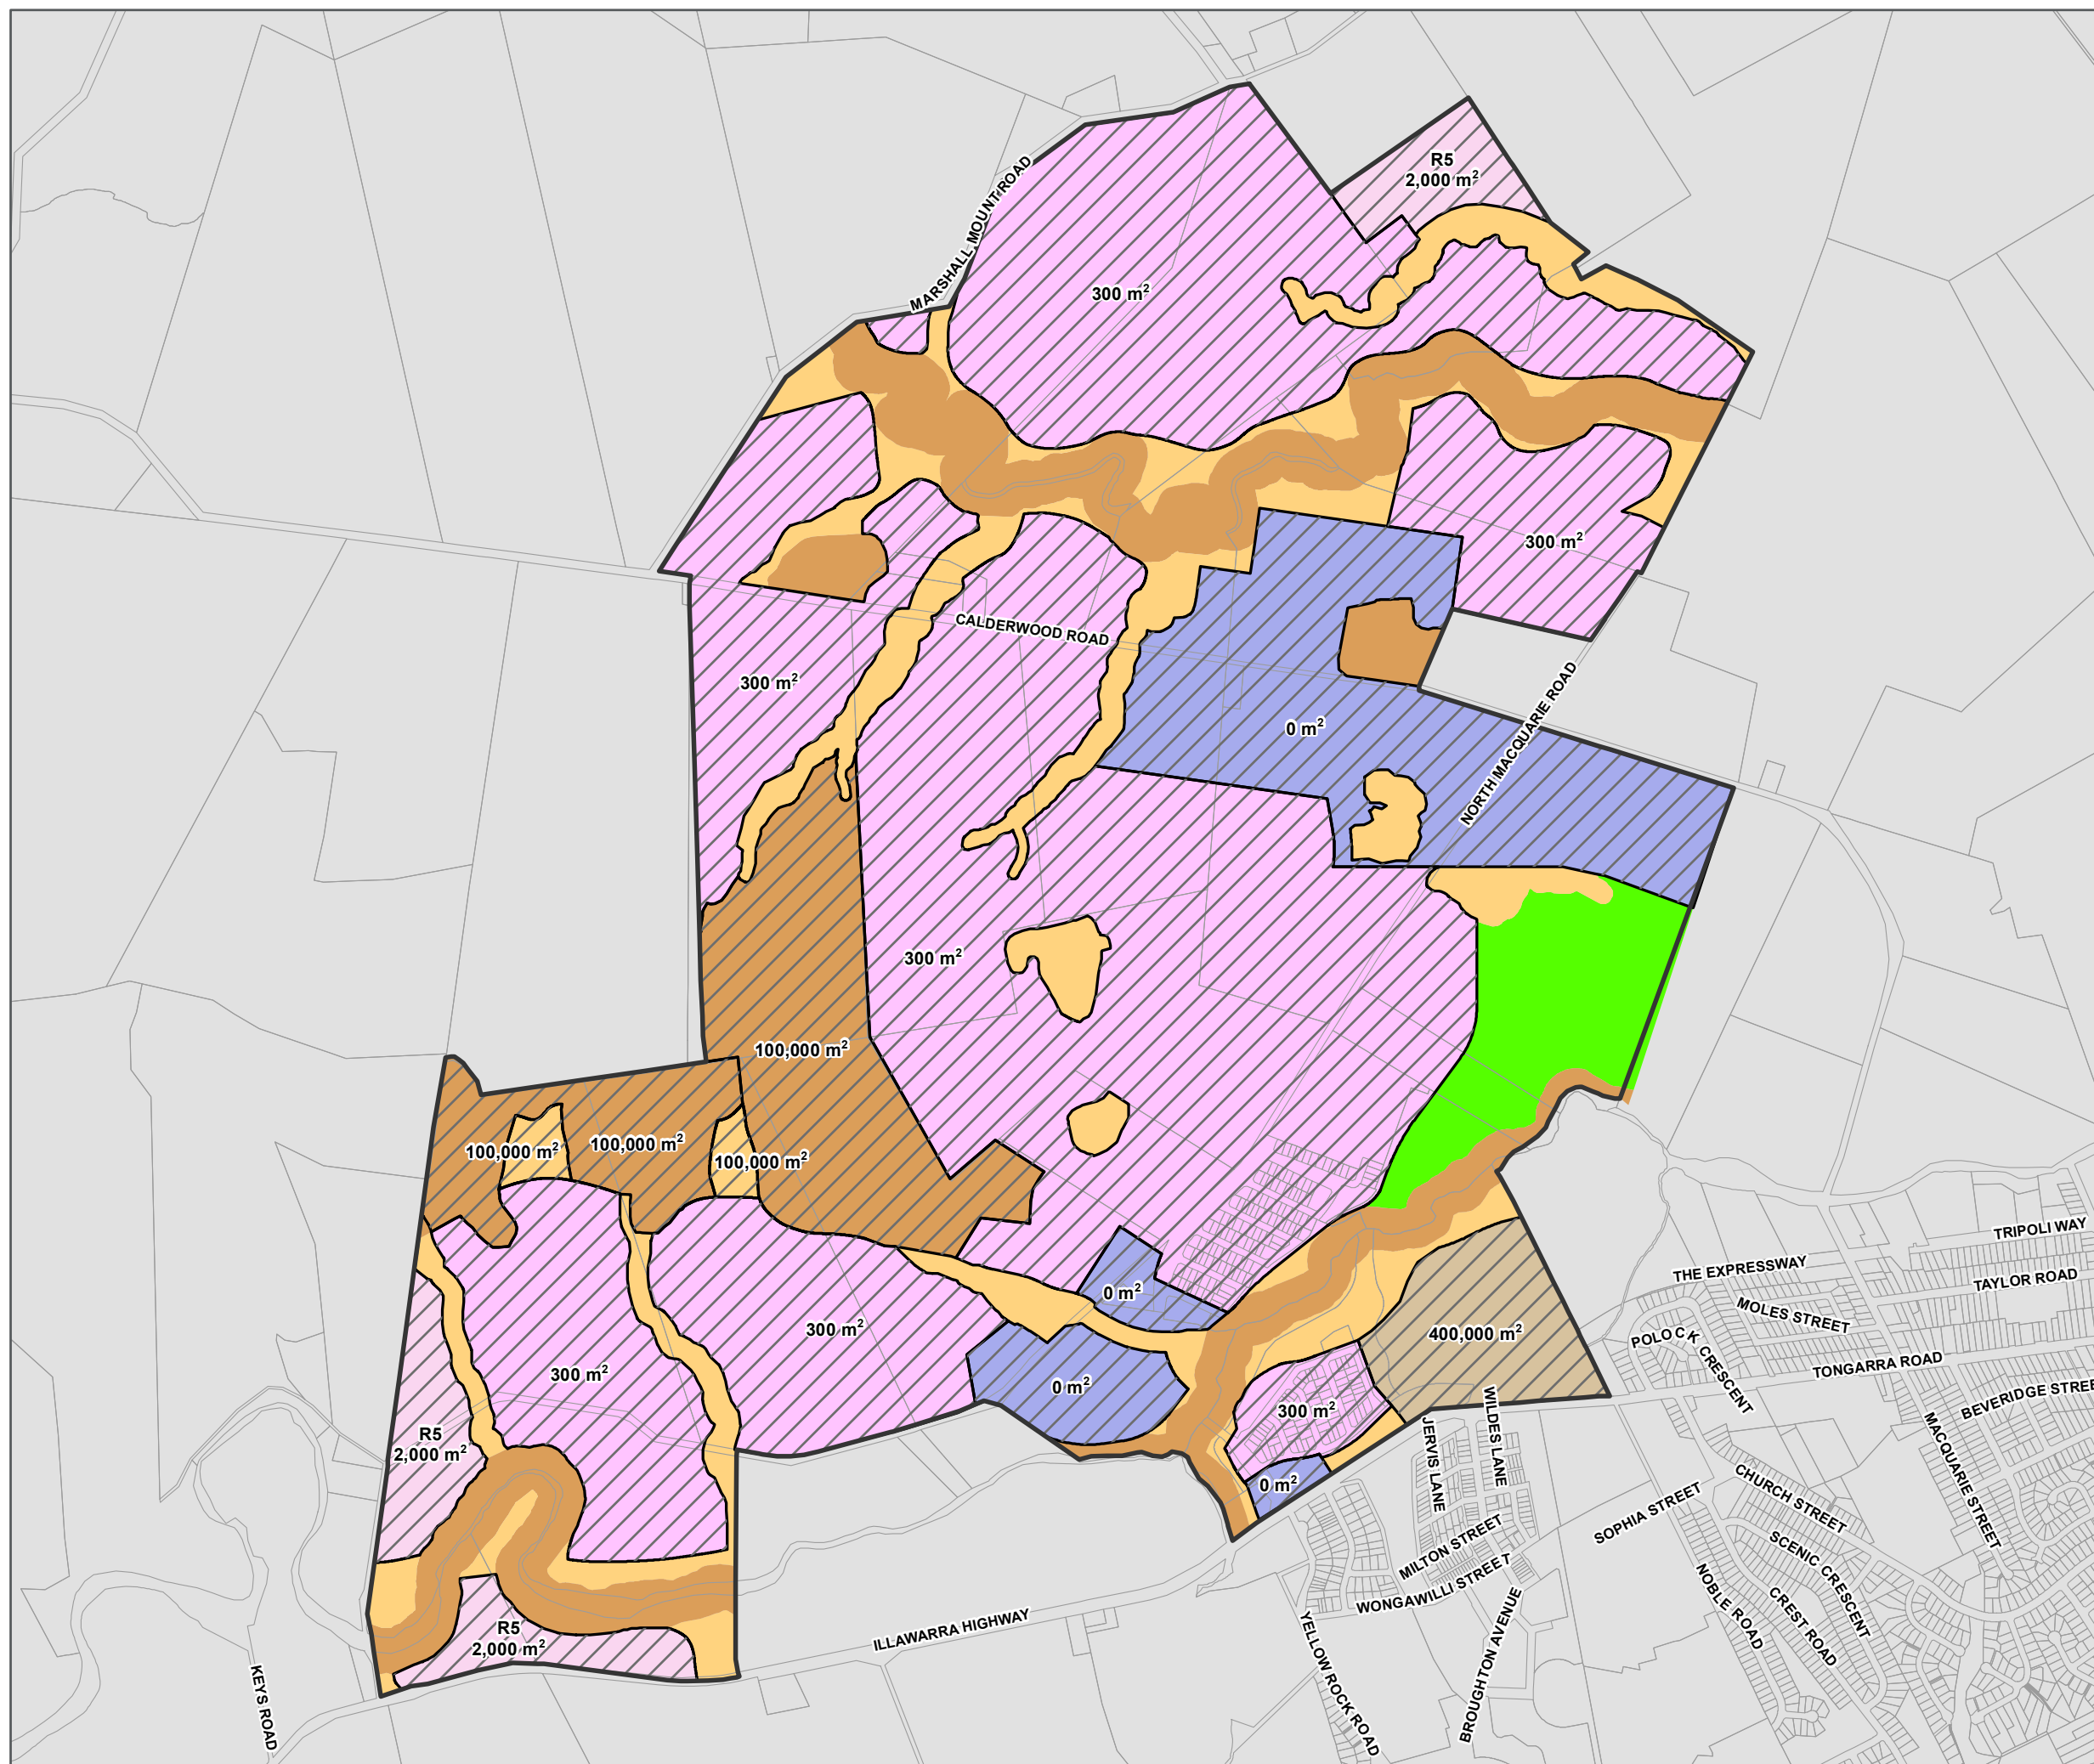 R5
2,000 m²
MARSHALL MOUNT ROAD
300 m²
300 m²
CALDERWOOD ROAD
300 m²
0 m²
NORTH MACQUARIE ROAD
300 m²
100,000 m²
100,000 m²
100,000 m²
100,000 m²
TRIPOLI WAY
THE EXPRESSWAY
TAYLOR ROAD
0 m²
MOLES STREET
300 m²
400,000 m²
POLOCK CRESCENT
TONGARRA ROAD
300 m²
0 m²
BEVERIDGE STREE
300 m²
WILDES LANE
JERVIS LANE
MACQUARIE STREET
R5
2,000 m²
0 m²
CHURCH STREET
SOPHIA STREET
SCENIC CRESCENT
MILTON STREET
WONGAWILLI STREET
NOBLE ROAD
CREST ROAD
R5
2,000 m²
ILLAWARRA HIGHWAY
YELLOW ROCK ROAD
BROUGHTON AVENUE
KEYS ROAD